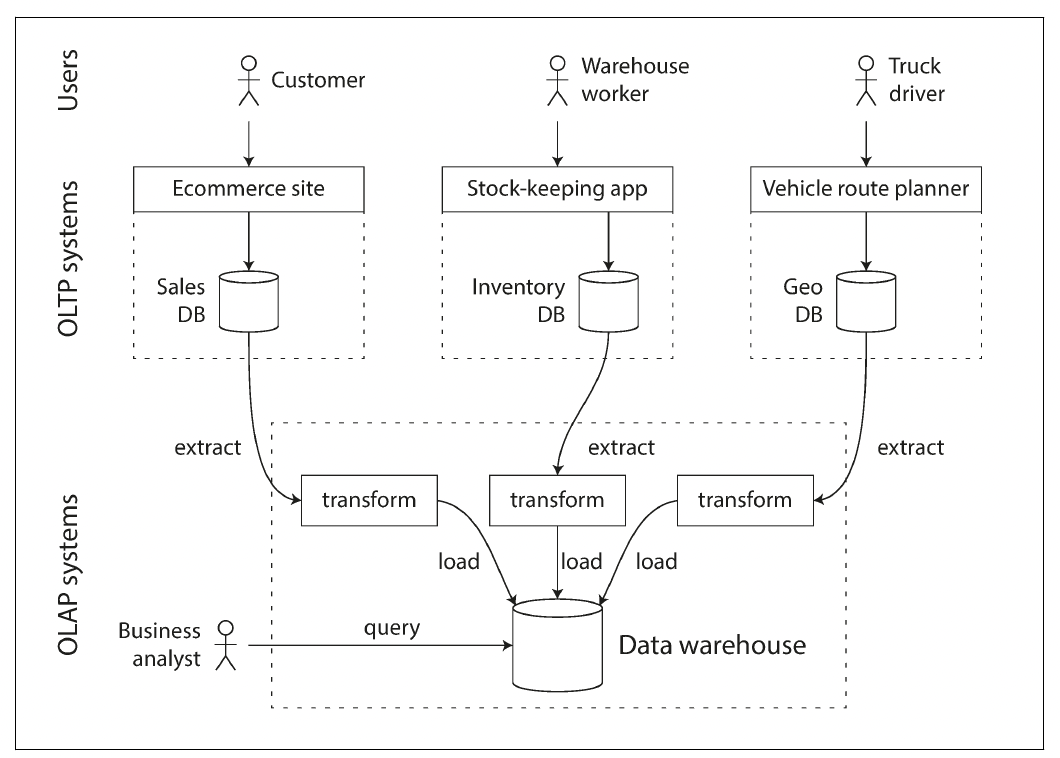 Users
Customer
Warehouse
worker
Truck
driver
OLTP systems
Ecommerce site
Stock-keeping app
Vehicle route planner
Sales
DB
Inventory
DB
Geo
DB
extract
extract
extract
OLAP systems
transform
transform
transform
load
load
load
Business
analyst
query
Data warehouse